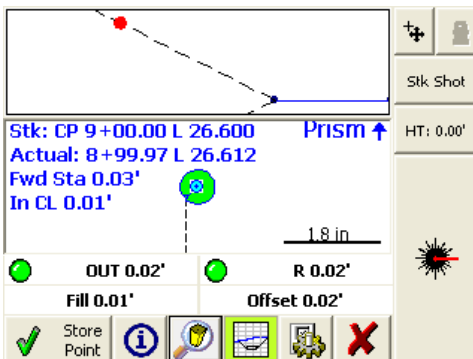 Stk Shot
Stk: CP 9+00.00 L 26.600 Prism
HT: 0.00'
Actual: 8+99.97 L 26.612
Fwd Sta 0.03'
In CL 0.01'
1.8 in
OUT 0.02' R 0.02'
Fill 0.01' Offset 0.02'
Store
Point